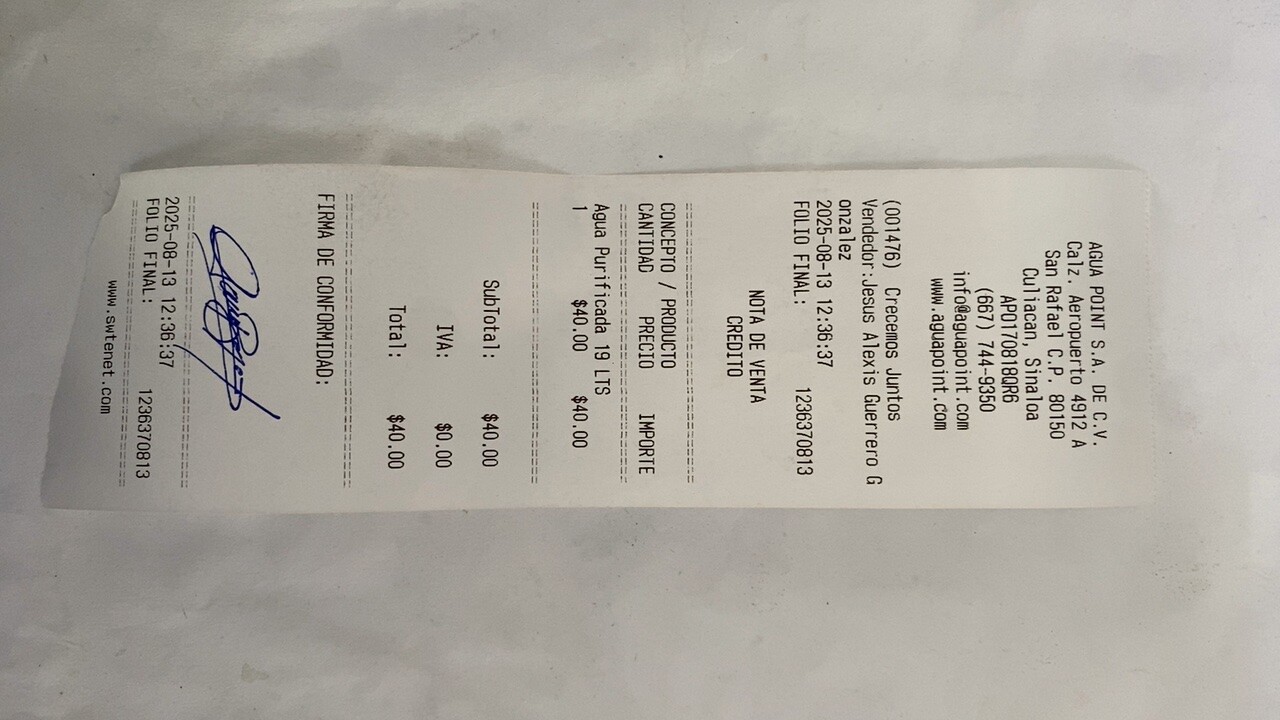 AGUA POINT S.A. DE C.V.
Calz. Aeropuerto 4912 A
San Rafael C.P. 80150
Culiacan, Sinaloa
APO170818QR6
(667) 744-9350
info@aguapoint.com
www.aguapoint.com
(001476) Crecemos Juntos
Vendedor:Jesus Alexis Guerrero G
onzalez
2025-08-13 12:36:37
FOLIO FINAL: 1236370813
NOTA DE VENTA
CREDITO
CONCEPTO / PRODUCTO
CANTIDAD PRECIO IMPORTE
Agua Purificada 19 LTS
1 $40.00 $40.00
SubTotal: $40.00
IVA: $0.00
Total: $40.00
FIRMA DE CONFORMIDAD:
2025-08-13 12:36:37
FOLIO FINAL: 1236370813
www.swtenet.com